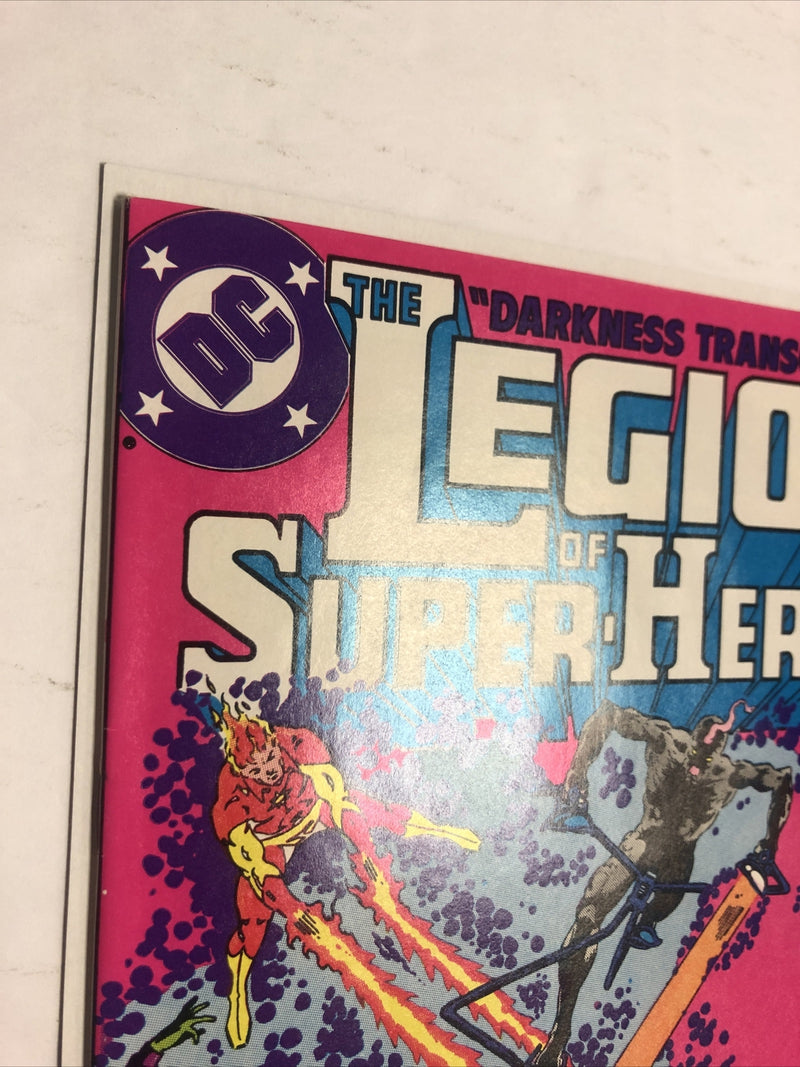 DC
THE "DARKNESS TRANS-
LEGIO
OF
SUPER-HER